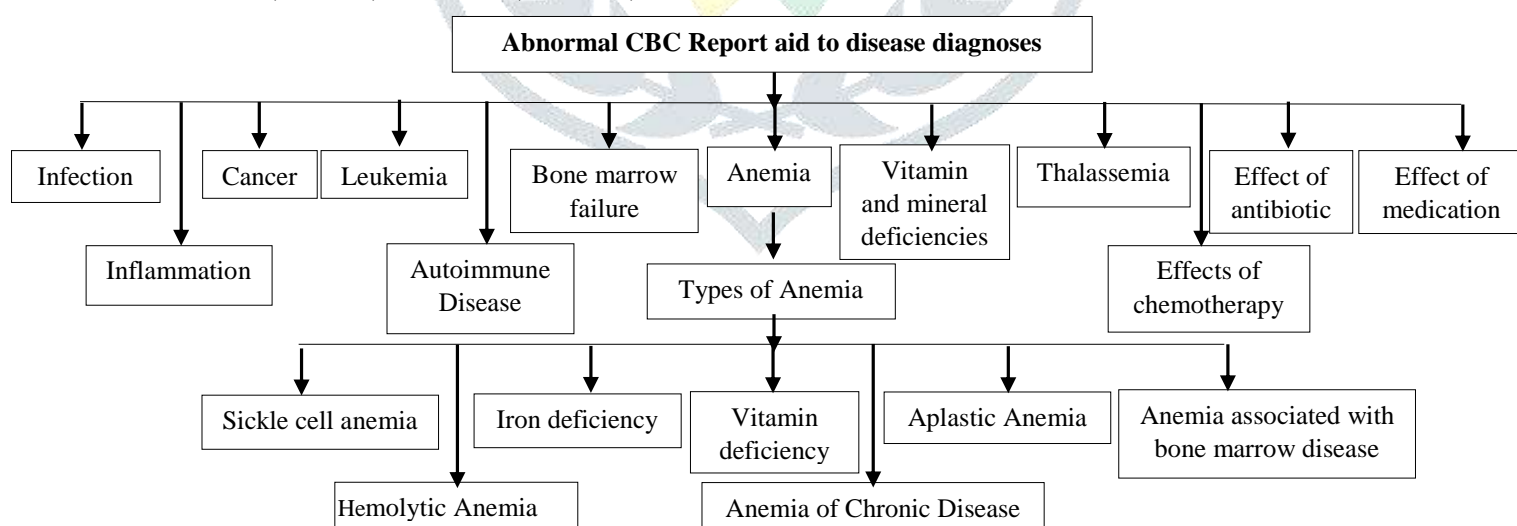 Abnormal CBC Report aid to disease diagnoses
Infection
Cancer
Leukemia
Bone marrow
failure
Anemia
Vitamin
and mineral
deficiencies
Thalassemia
Effect of
antibiotic
Effect of
medication
Inflammation
Autoimmune
Disease
Types of Anemia
Effects of
chemotherapy
Sickle cell anemia
Iron deficiency
Vitamin
deficiency
Aplastic Anemia
Anemia associated with
bone marrow disease
Hemolytic Anemia
Anemia of Chronic Disease